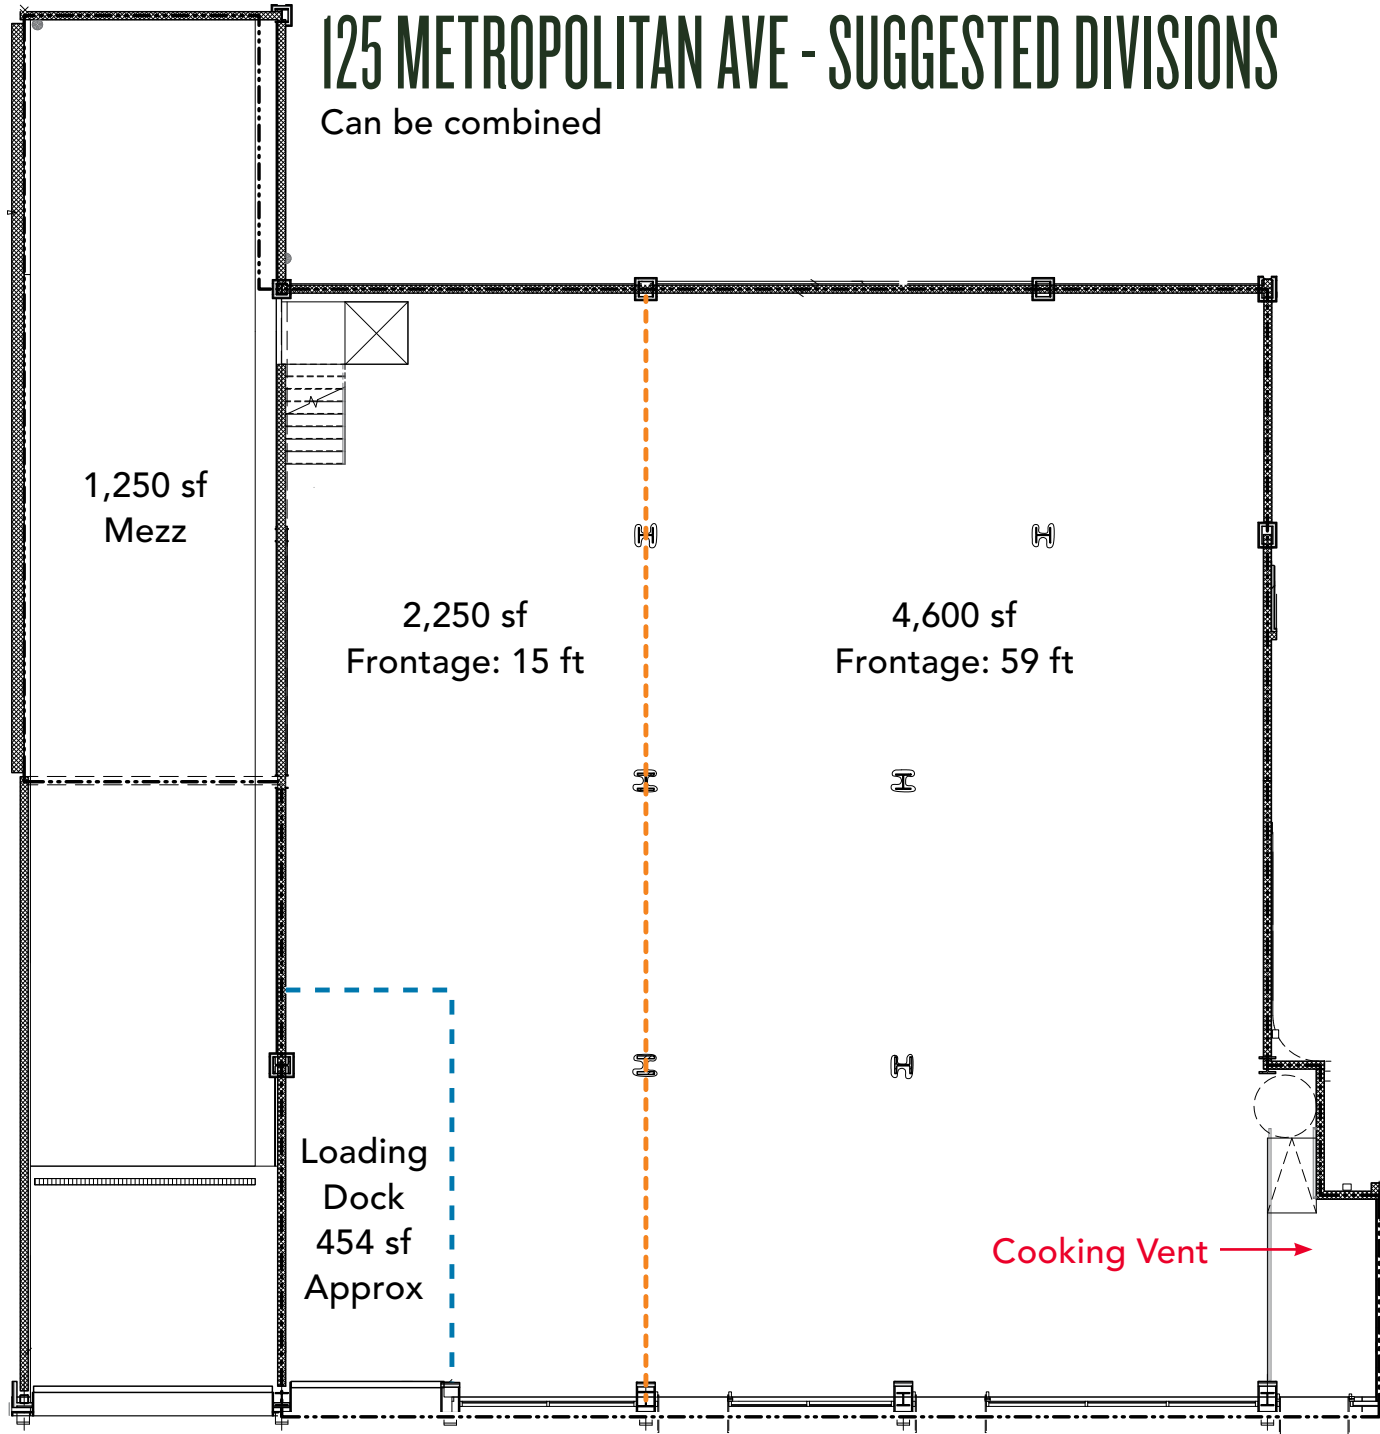 125 METROPOLITAN AVE - SUGGESTED DIVISIONS
Can be combined
1,250 sf
Mezz
2,250 sf
Frontage: 15 ft
4,600 sf
Frontage: 59 ft
Loading
Dock
454 sf
Approx
Cooking Vent